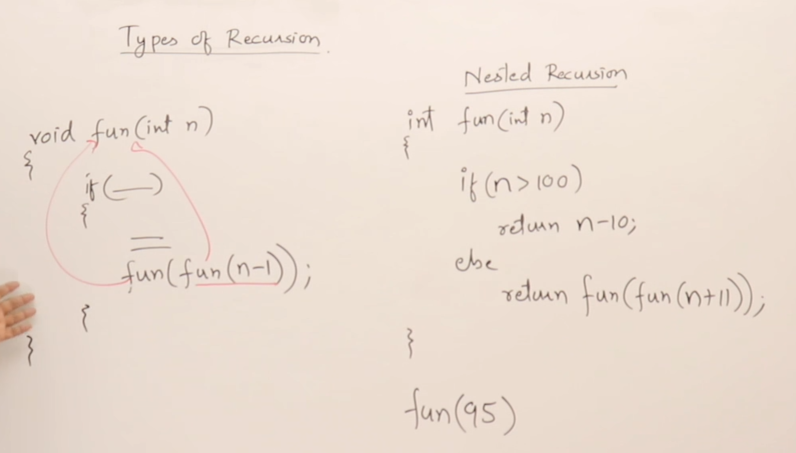 Types of Recursion.
void fun(int n)
{
if(__)
{
fun(fun(n-1));
{
}
Nested Recursion
int fun(int n)
{
if(n>100)
return n-10;
else
return fun(fun(n+11));
}
fun(95)